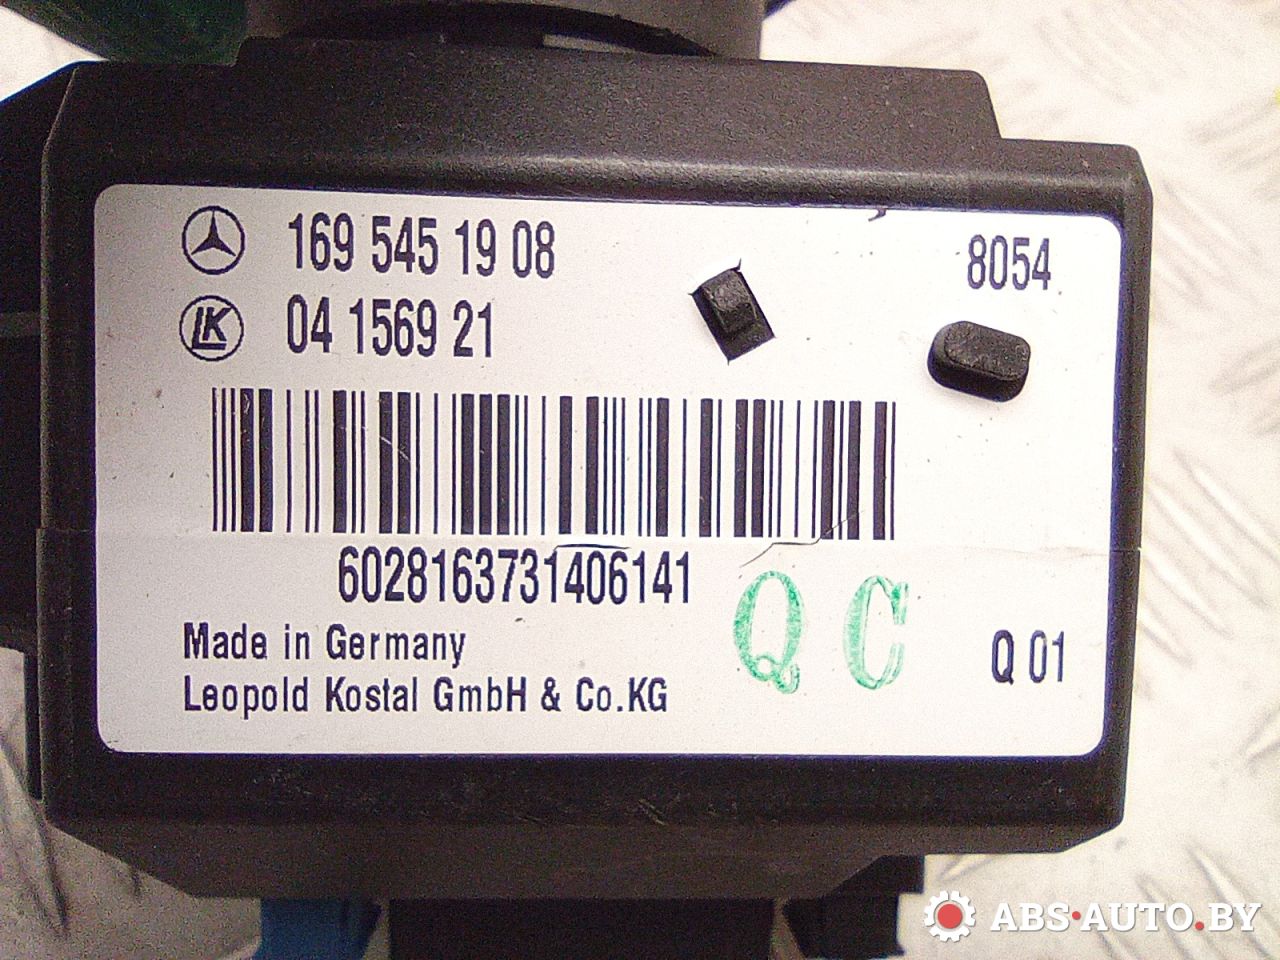 169 545 19 08
8054
LK
04 1569 21
6028163731406141
Made in Germany
Q C
Q 01
Leopold Kostal GmbH & Co.KG
ABS-AUTO.BY